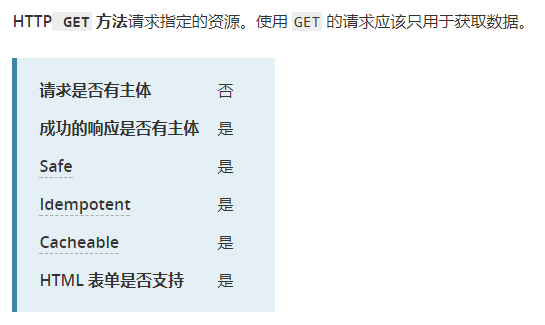 HTTP GET 方法请求指定的资源。使用 GET 的请求应该只用于获取数据。
请求是否有主体 否
成功的响应是否有主体 是
Safe 是
Idempotent 是
Cacheable 是
HTML 表单是否支持 是